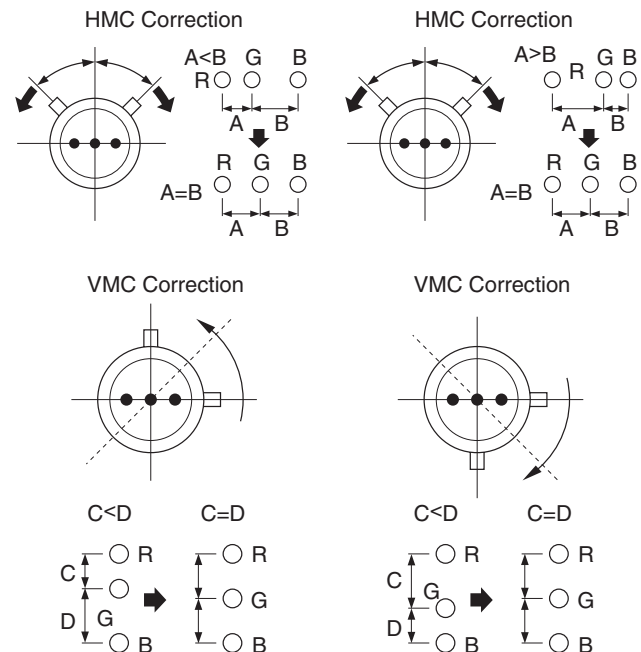 HMC Correction
A<B G B
R
A B
R G B
A=B
A B
HMC Correction
A>B R G B
A B
R G B
A=B
A B
VMC Correction
C<D C=D
C R R
D G G
B B
VMC Correction
C<D C=D
C R R
G G
D B B